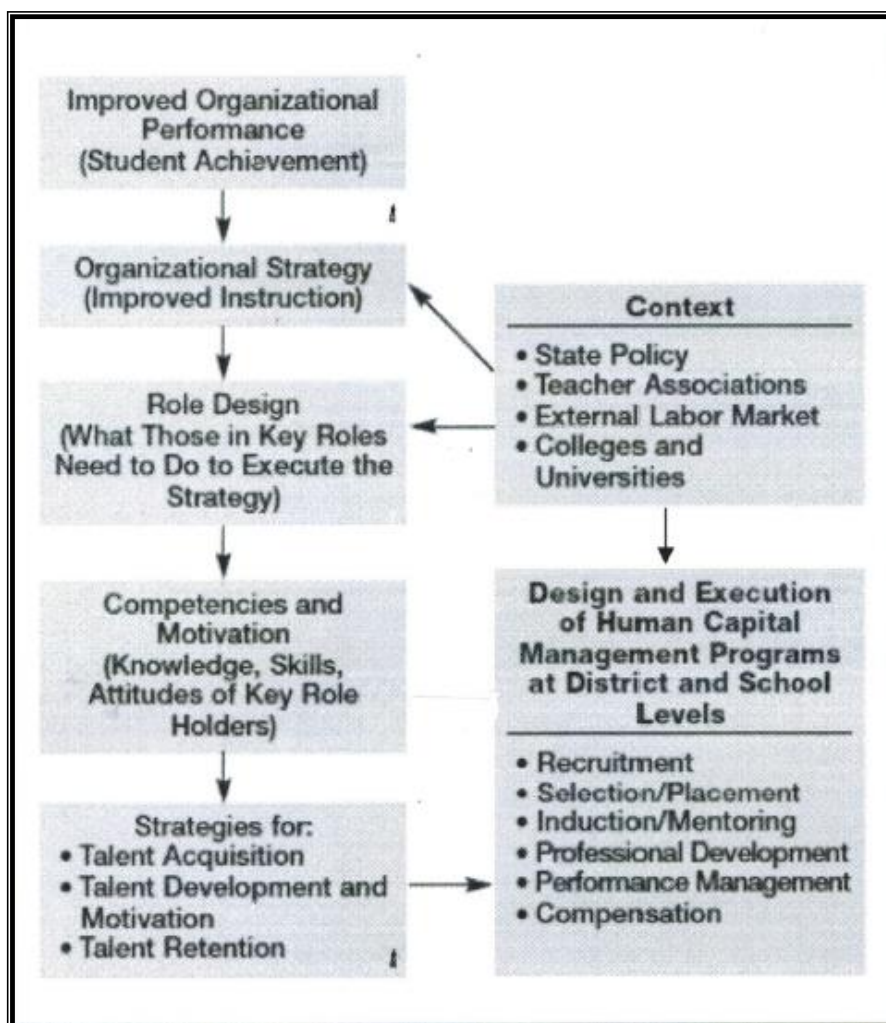 Improved Organizational
Performance
(Student Achievement)
Organizational Strategy
(Improved Instruction)
Role Design
(What Those in Key Roles
Need to Do to Execute the
Strategy)
Competencies and
Motivation
(Knowledge, Skills,
Attitudes of Key Role
Holders)
Strategies for:
• Talent Acquisition
• Talent Development and
Motivation
• Talent Retention
Context
• State Policy
• Teacher Associations
• External Labor Market
• Colleges and
Universities
Design and Execution
of Human Capital
Management Programs
at District and School
Levels
• Recruitment
• Selection/Placement
• Induction/Mentoring
• Professional Development
• Performance Management
• Compensation